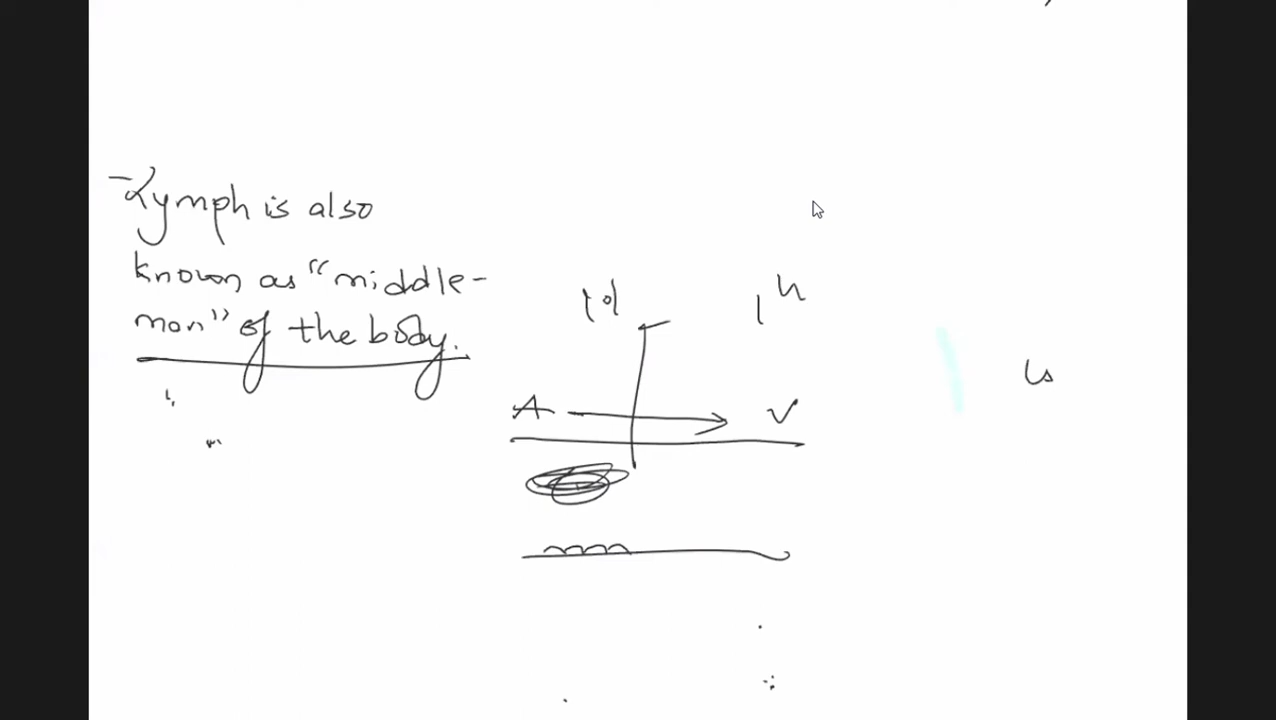 -Lymph is also
known as "middle-
man" of the body.
A V